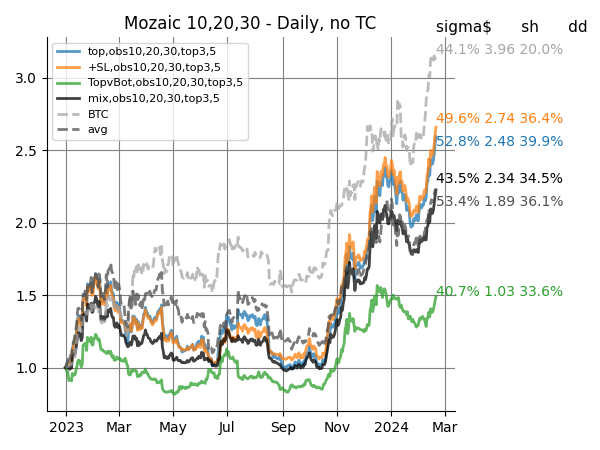 Mozaic 10,20,30 - Daily, no TC
sigma$ sh dd
top,obs10,20,30,top3,5
+SL,obs10,20,30,top3,5
TopvBot,obs10,20,30,top3,5
mix,obs10,20,30,top3,5
BTC
avg
44.1% 3.96 20.0%
49.6% 2.74 36.4%
52.8% 2.48 39.9%
43.5% 2.34 34.5%
53.4% 1.89 36.1%
40.7% 1.03 33.6%
3.0
2.5
2.0
1.5
1.0
2023 Mar May Jul Sep Nov 2024 Mar